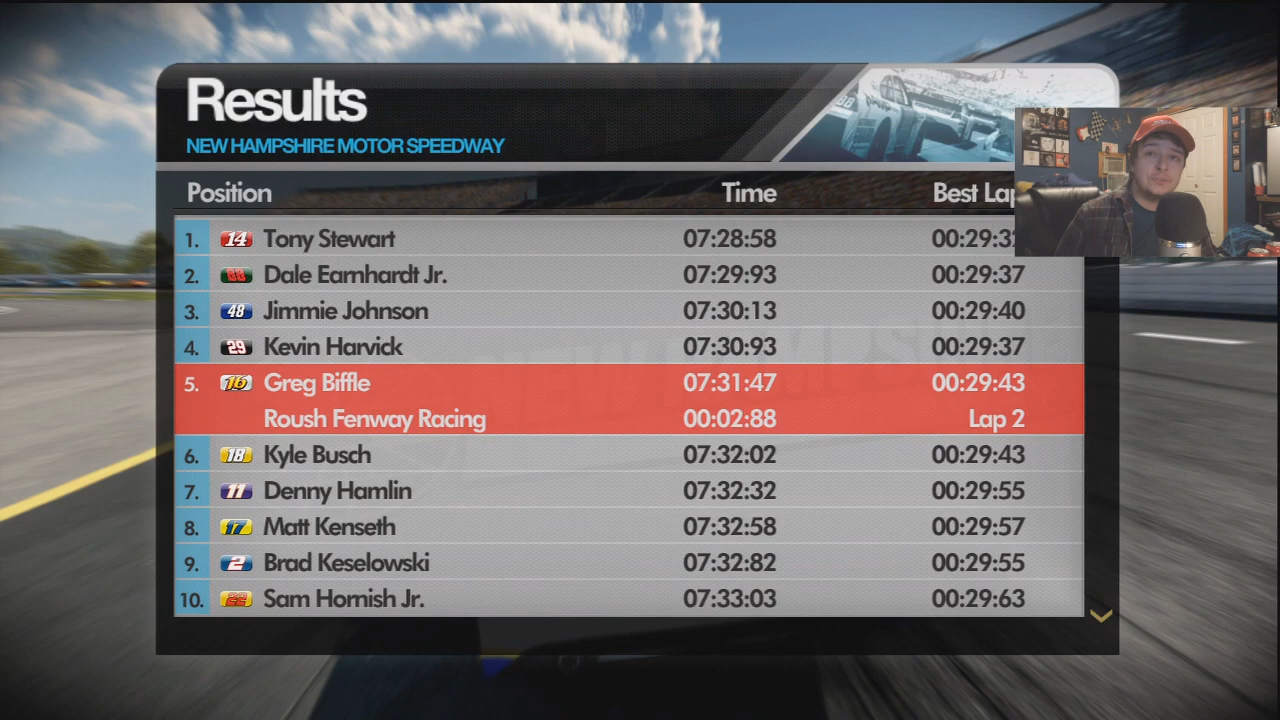 Results
NEW HAMPSHIRE MOTOR SPEEDWAY
Position Time Best Lap
1. 14 Tony Stewart 07:28:58
2. 88 Dale Earnhardt Jr. 07:29:93 00:29:37
3. 48 Jimmie Johnson 07:30:13 00:29:40
4. 29 Kevin Harvick 07:30:93 00:29:37
5. 16 Greg Biffle 07:31:47 00:29:43
Roush Fenway Racing 00:02:88 Lap 2
6. 18 Kyle Busch 07:32:02 00:29:43
7. 11 Denny Hamlin 07:32:32 00:29:55
8. 17 Matt Kenseth 07:32:58 00:29:57
9. 2 Brad Keselowski 07:32:82 00:29:55
10. 22 Sam Hornish Jr. 07:33:03 00:29:63